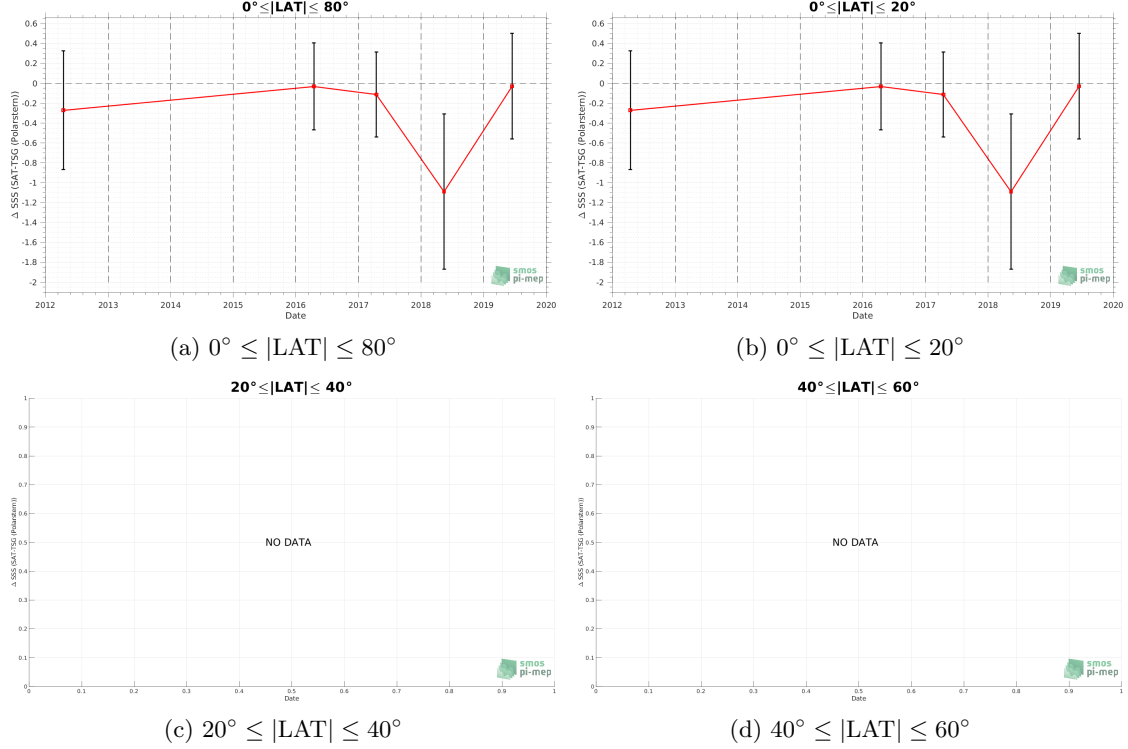 0°≤|LAT|≤ 80°
0.6
0.4
0.2
0
-0.2
-0.4
-0.6
-0.8
-1
-1.2
-1.4
-1.6
-1.8
-2
Δ SSS (SAT-TSG (Polarstern))
2012 2013 2014 2015 2016 2017 2018 2019 2020
Date
smos
pi-mep
(a) 0° ≤ |LAT| ≤ 80°
0°≤|LAT|≤ 20°
0.6
0.4
0.2
0
-0.2
-0.4
-0.6
-0.8
-1
-1.2
-1.4
-1.6
-1.8
-2
Δ SSS (SAT-TSG (Polarstern))
2012 2013 2014 2015 2016 2017 2018 2019 2020
Date
smos
pi-mep
(b) 0° ≤ |LAT| ≤ 20°
20°≤|LAT|≤ 40°
1
0.9
0.8
0.7
0.6
0.5
0.4
0.3
0.2
0.1
0
Δ SSS (SAT-TSG (Polarstern))
NO DATA
0 0.1 0.2 0.3 0.4 0.5 0.6 0.7 0.8 0.9 1
Date
smos
pi-mep
(c) 20° ≤ |LAT| ≤ 40°
40°≤|LAT|≤ 60°
1
0.9
0.8
0.7
0.6
0.5
0.4
0.3
0.2
0.1
0
Δ SSS (SAT-TSG (Polarstern))
NO DATA
0 0.1 0.2 0.3 0.4 0.5 0.6 0.7 0.8 0.9 1
Date
smos
pi-mep
(d) 40° ≤ |LAT| ≤ 60°